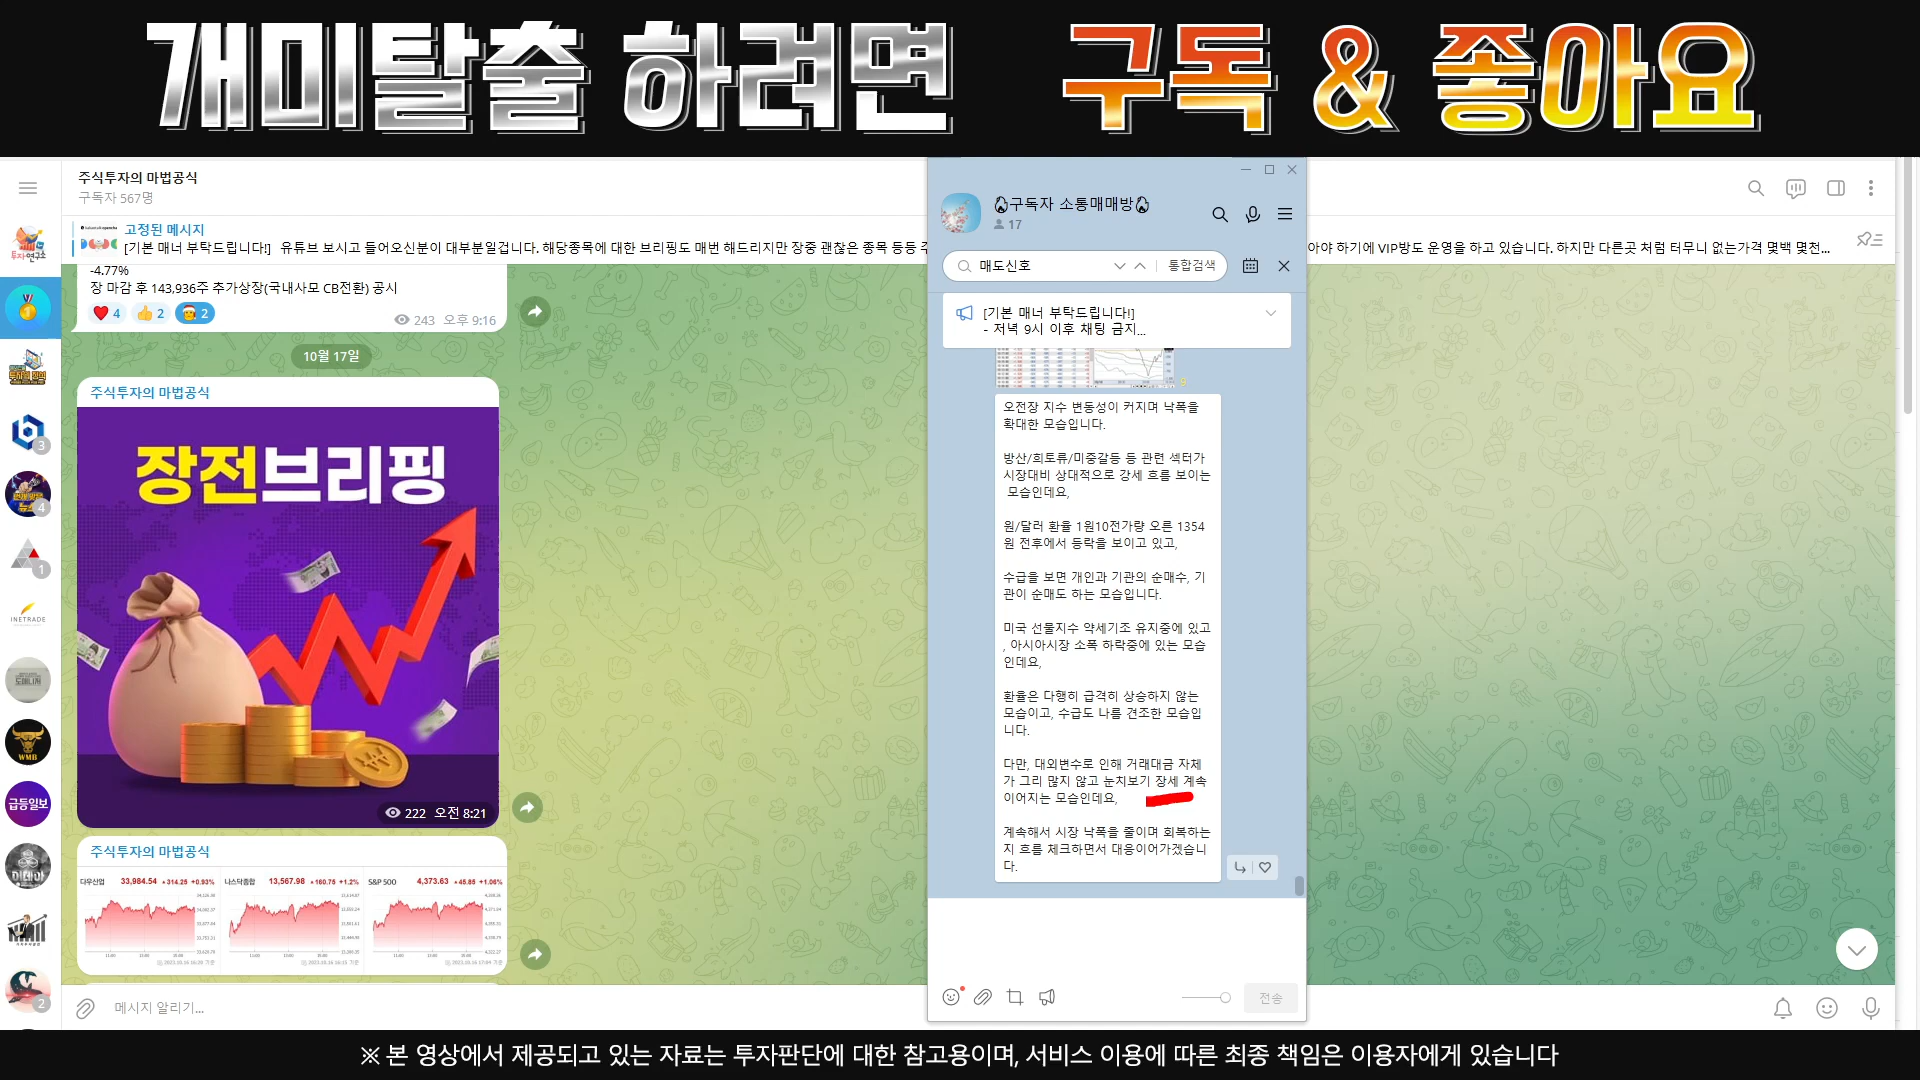 개미탈출 하려면 구독 & 좋아요
주식투자의 마법공식
구독자 567명
고정된 메시지
[기본 매너 부탁드립니다!] 유튜브 보시고 들어오신분이 대부분일겁니다. 해당종목에 대한 브리핑도 매번 해드리지만 장중 괜찮은 종목 등등
아야 하기에 VIP방도 운영을 하고 있습니다. 하지만 다른곳 처럼 터무니 없는가격 몇백 몇천...
-4.77%
장 마감 후 143,936주 추가상장(국내사모 CB전환) 공시
4 2 2
243 오후 9:16
10월 17일
주식투자의 마법공식
장전브리핑
222 오전 8:21
주식투자의 마법공식
다우산업 33,984.54 ▲314.25 +0.93%
나스닥종합 13,567.98 ▲160.75 +1.2%
S&P 500 4,373.63 ▲45.85 +1.06%
메시지 알리기...
투자연구소
3
4
1
INETRADE
WMB
급등일보
2
구독자 소통매매방
17
매도신호
통합검색
[기본 매너 부탁드립니다!]
- 저녁 9시 이후 채팅 금지...
9
오전장 지수 변동성이 커지며 낙폭을
확대한 모습입니다.
방산/희토류/미중갈등 등 관련 섹터가
시장대비 상대적으로 강세 흐름 보이는
모습인데요,
원/달러 환율 1원10전가량 오른 1354
원 전후에서 등락을 보이고 있고,
수급을 보면 개인과 기관의 순매수, 기
관이 순매도 하는 모습입니다.
미국 선물지수 약세기조 유지중에 있고
, 아시아시장 소폭 하락중에 있는 모습
인데요,
환율은 다행히 급격히 상승하지 않는
모습이고, 수급도 나름 견조한 모습입
니다.
다만, 대외변수로 인해 거래대금 자체
가 그리 많지 않고 눈치보기 장세 계속
이어지는 모습인데요,
계속해서 시장 낙폭을 줄이며 회복하는
지 흐름 체크하면서 대응이어가겠습니
다.
전송
※ 본 영상에서 제공되고 있는 자료는 투자판단에 대한 참고용이며, 서비스 이용에 따른 최종 책임은 이용자에게 있습니다